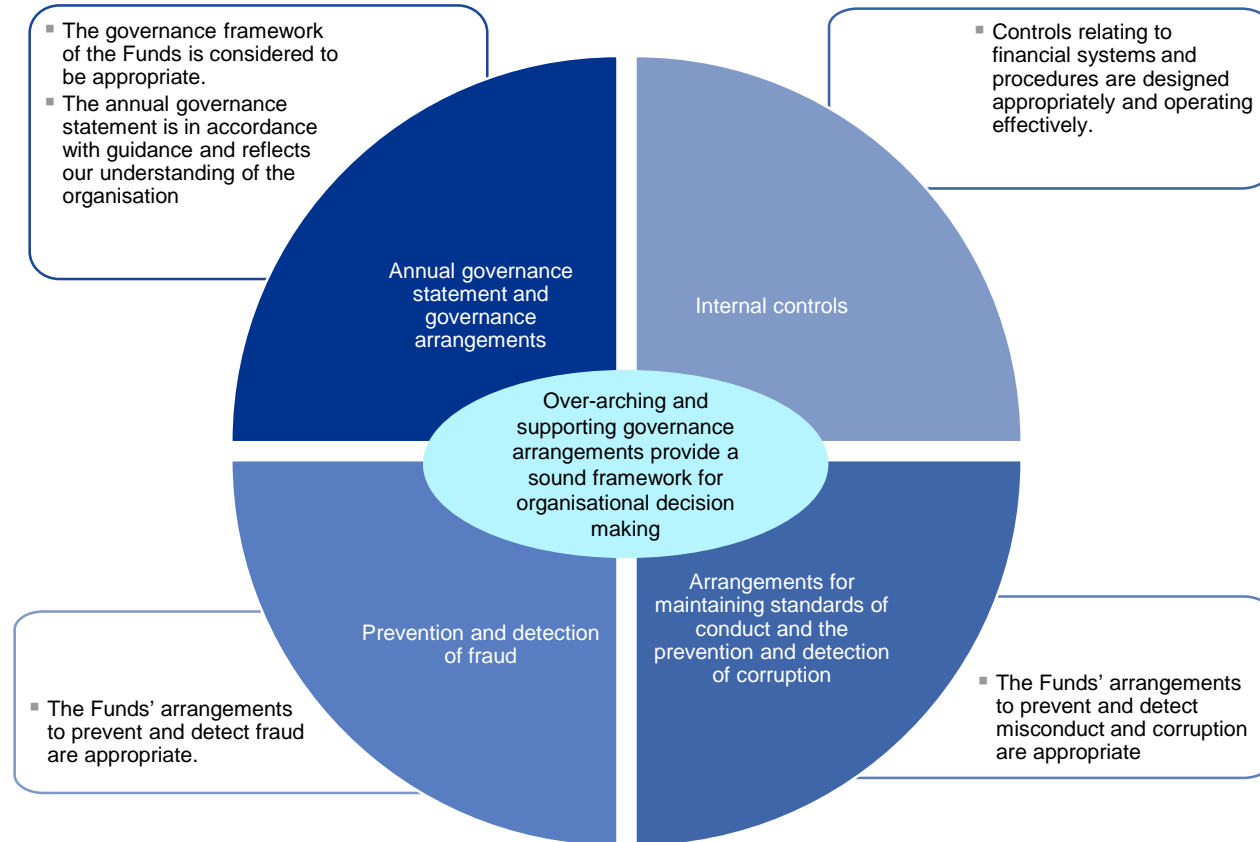 ▪ The governance framework
of the Funds is considered to
be appropriate.
▪ The annual governance
statement is in accordance
with guidance and reflects
our understanding of the
organisation
▪ Controls relating to
financial systems and
procedures are designed
appropriately and operating
effectively.
Annual governance
statement and
governance
arrangements
Internal controls
Over-arching and
supporting governance
arrangements provide a
sound framework for
organisational decision
making
Prevention and detection
of fraud
Arrangements for
maintaining standards of
conduct and the
prevention and detection
of corruption
▪ The Funds’ arrangements
to prevent and detect fraud
are appropriate.
▪ The Funds’ arrangements
to prevent and detect
misconduct and corruption
are appropriate